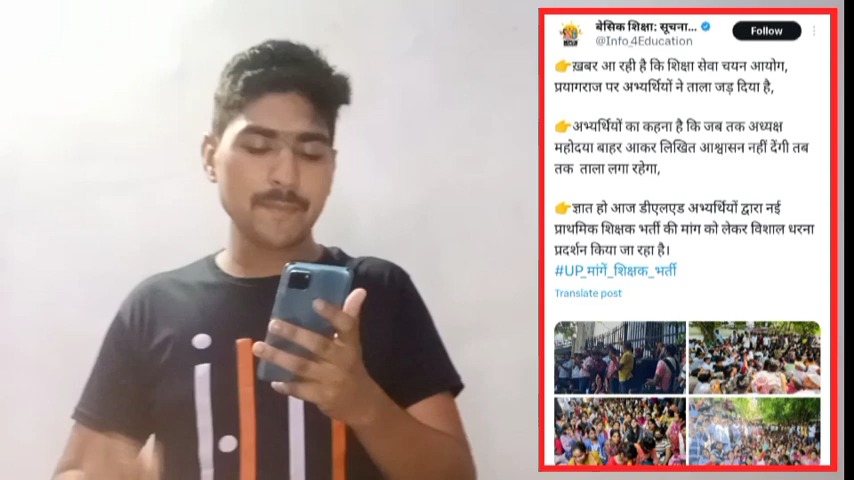 बेसिक शिक्षा: सूचना...
Follow
@Info_4Education
👉ख़बर आ रही है कि शिक्षा सेवा चयन आयोग,
प्रयागराज पर अभ्यर्थियों ने ताला जड़ दिया है,
👉अभ्यर्थियों का कहना है कि जब तक अध्यक्ष
महोदया बाहर आकर लिखित आश्वासन नहीं देंगी तब
तक ताला लगा रहेगा,
👉ज्ञात हो आज डीएलएड अभ्यर्थियों द्वारा नई
प्राथमिक शिक्षक भर्ती की मांग को लेकर विशाल धरना
प्रदर्शन किया जा रहा है।
#UP_मांगें_शिक्षक_भर्ती
Translate post